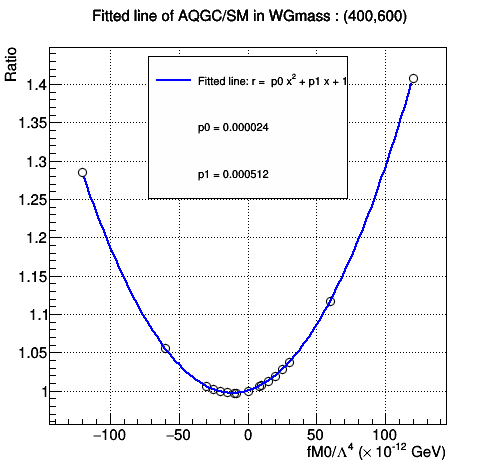 Fitted line of AQGC/SM in WGmass : (400,600)
Ratio
Fitted line: r = p0 x² + p1 x + 1
p0 = 0.000024
p1 = 0.000512
1.4
1.35
1.3
1.25
1.2
1.15
1.1
1.05
1
−100 −50 0 50 100
fM0/Λ⁴ (× 10⁻¹² GeV)